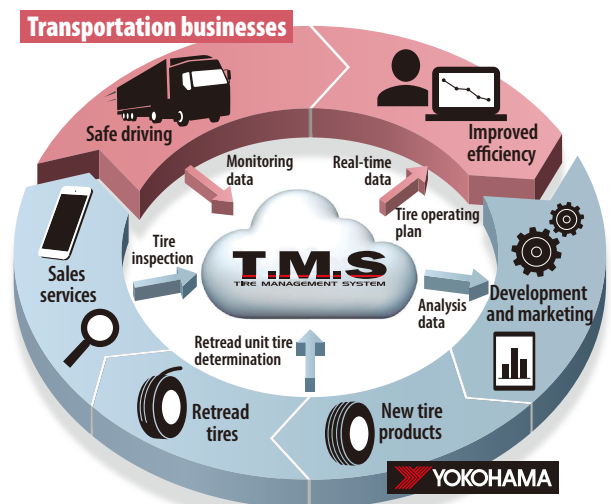 Transportation businesses
Safe driving
Improved
efficiency
Monitoring
data
Real-time
data
Tire operating
plan
Tire
inspection
T.M.S
TIRE MANAGEMENT SYSTEM
Sales
services
Analysis
data
Development
and marketing
Retread unit tire
determination
Retread
tires
New tire
products
YOKOHAMA